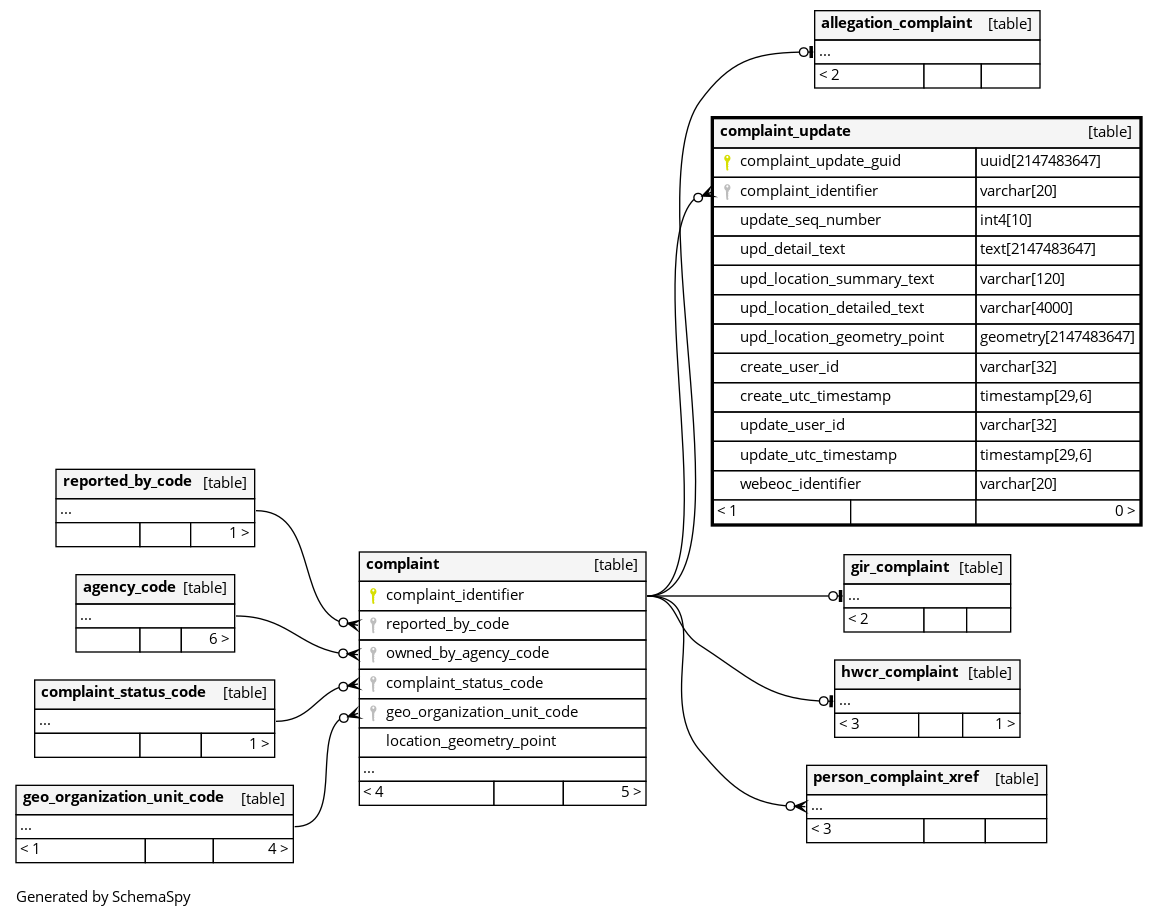 allegation_complaint [table]
...
< 2
complaint_update [table]
complaint_update_guid uuid[2147483647]
complaint_identifier varchar[20]
update_seq_number int4[10]
upd_detail_text text[2147483647]
upd_location_summary_text varchar[120]
upd_location_detailed_text varchar[4000]
upd_location_geometry_point geometry[2147483647]
create_user_id varchar[32]
create_utc_timestamp timestamp[29,6]
update_user_id varchar[32]
update_utc_timestamp timestamp[29,6]
webeoc_identifier varchar[20]
< 1 0 >
reported_by_code [table]
...
1 >
agency_code [table]
...
6 >
complaint_status_code [table]
...
1 >
geo_organization_unit_code [table]
...
< 1 4 >
complaint [table]
complaint_identifier
reported_by_code
owned_by_agency_code
complaint_status_code
geo_organization_unit_code
location_geometry_point
...
< 4 5 >
gir_complaint [table]
...
< 2
hwcr_complaint [table]
...
< 3 1 >
person_complaint_xref [table]
...
< 3
Generated by SchemaSpy